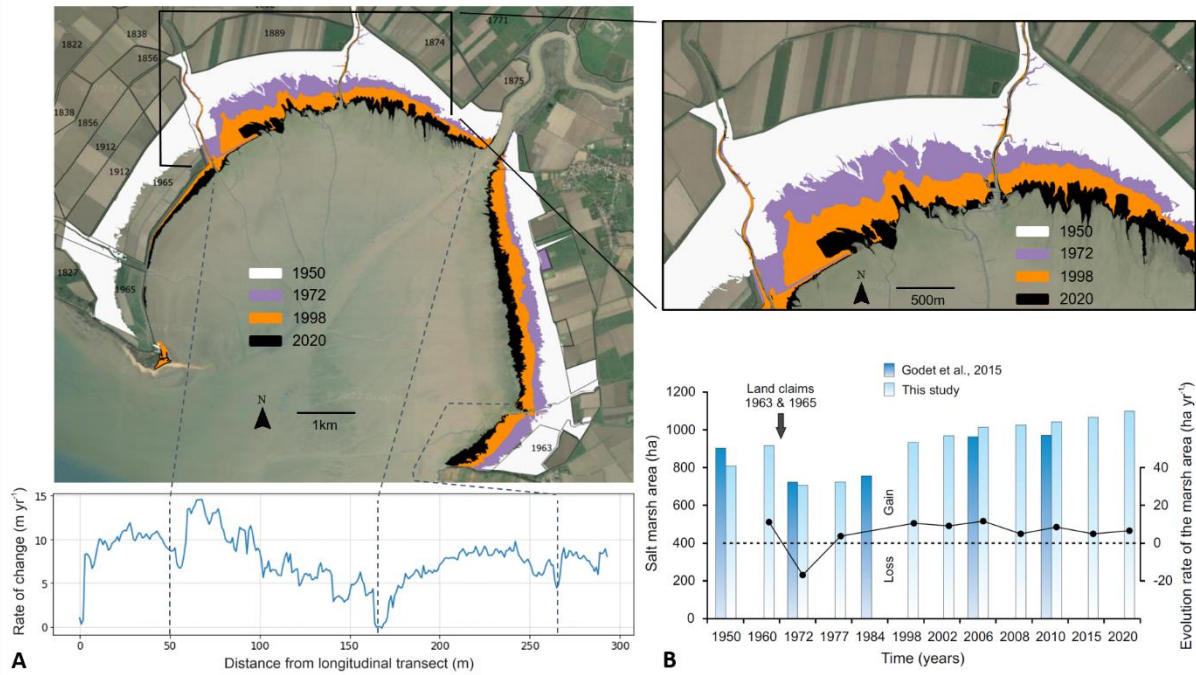 1822
1838
1856
1889
1874
1771
1875
1838
1856
1912
1912
1965
1827
1965
1950
1972
1998
2020
N
1km
1963
1950
1972
1998
2020
N
500m
Rate of change (m yr-1)
15
10
5
0
0 50 100 150 200 250 300
Distance from longitudinal transect (m)
A
Godet et al., 2015
This study
Land claims
1963 & 1965
Salt marsh area (ha)
1200
1000
800
600
400
200
0
Gain
Loss
40
20
0
-20
Evolution rate of the marsh area (ha yr-1)
1950 1960 1972 1977 1984 1998 2002 2006 2008 2010 2015 2020
Time (years)
B